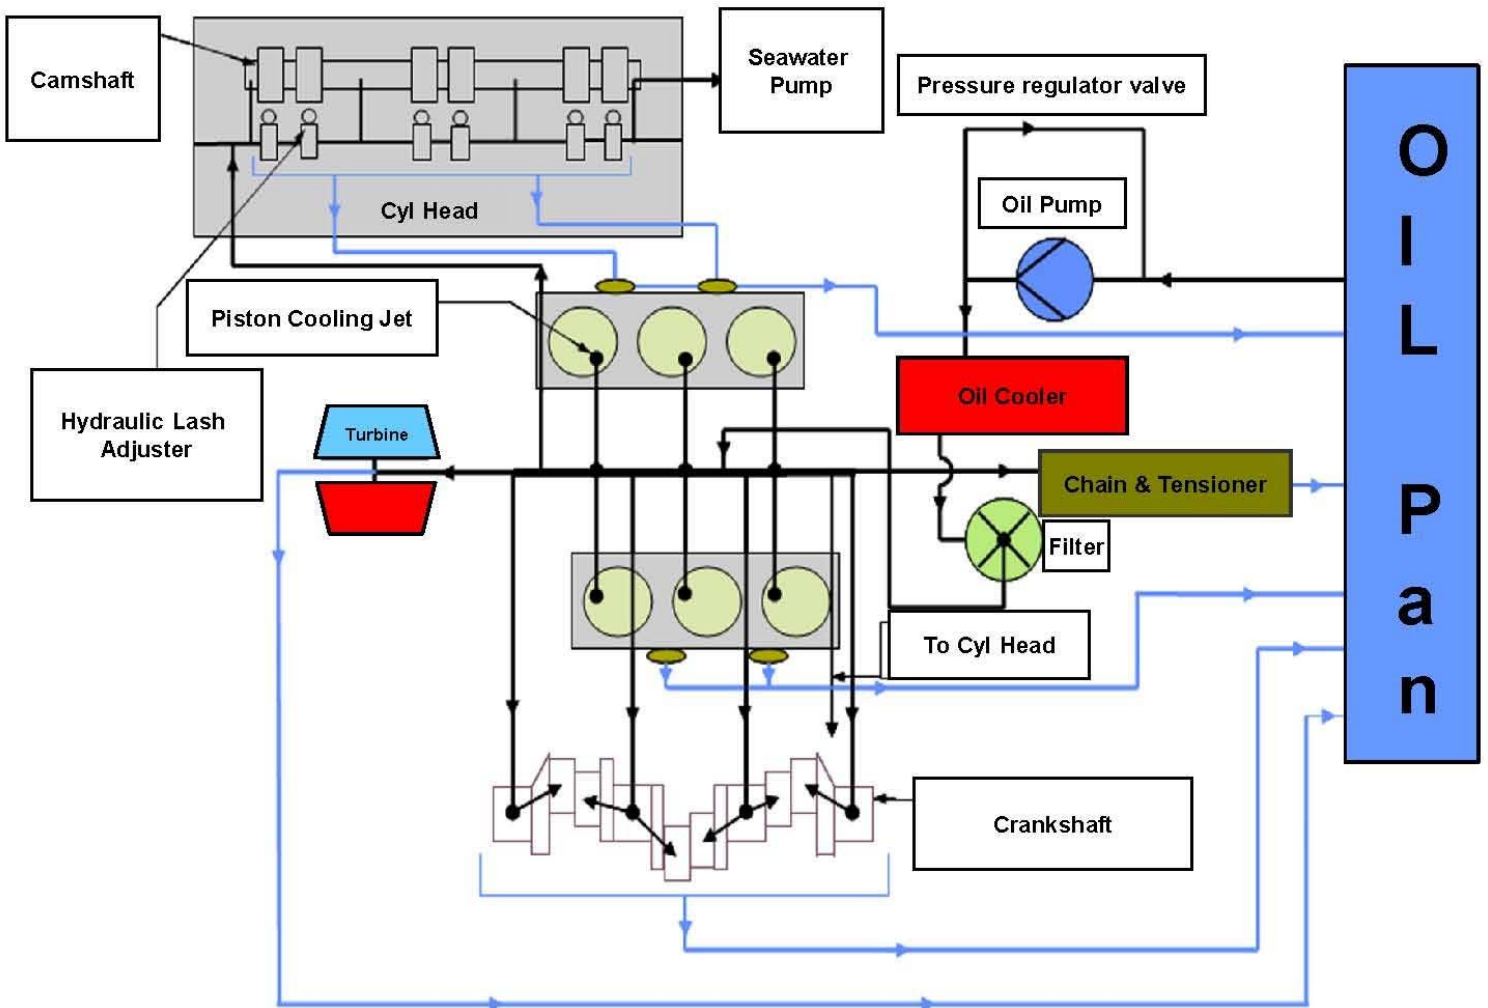 Camshaft
Seawater
Pump
Pressure regulator valve
Oil Pump
Cyl Head
Piston Cooling Jet
Hydraulic Lash
Adjuster
Turbine
Oil Cooler
Chain & Tensioner
Filter
To Cyl Head
Crankshaft
O
I
L
P
a
n